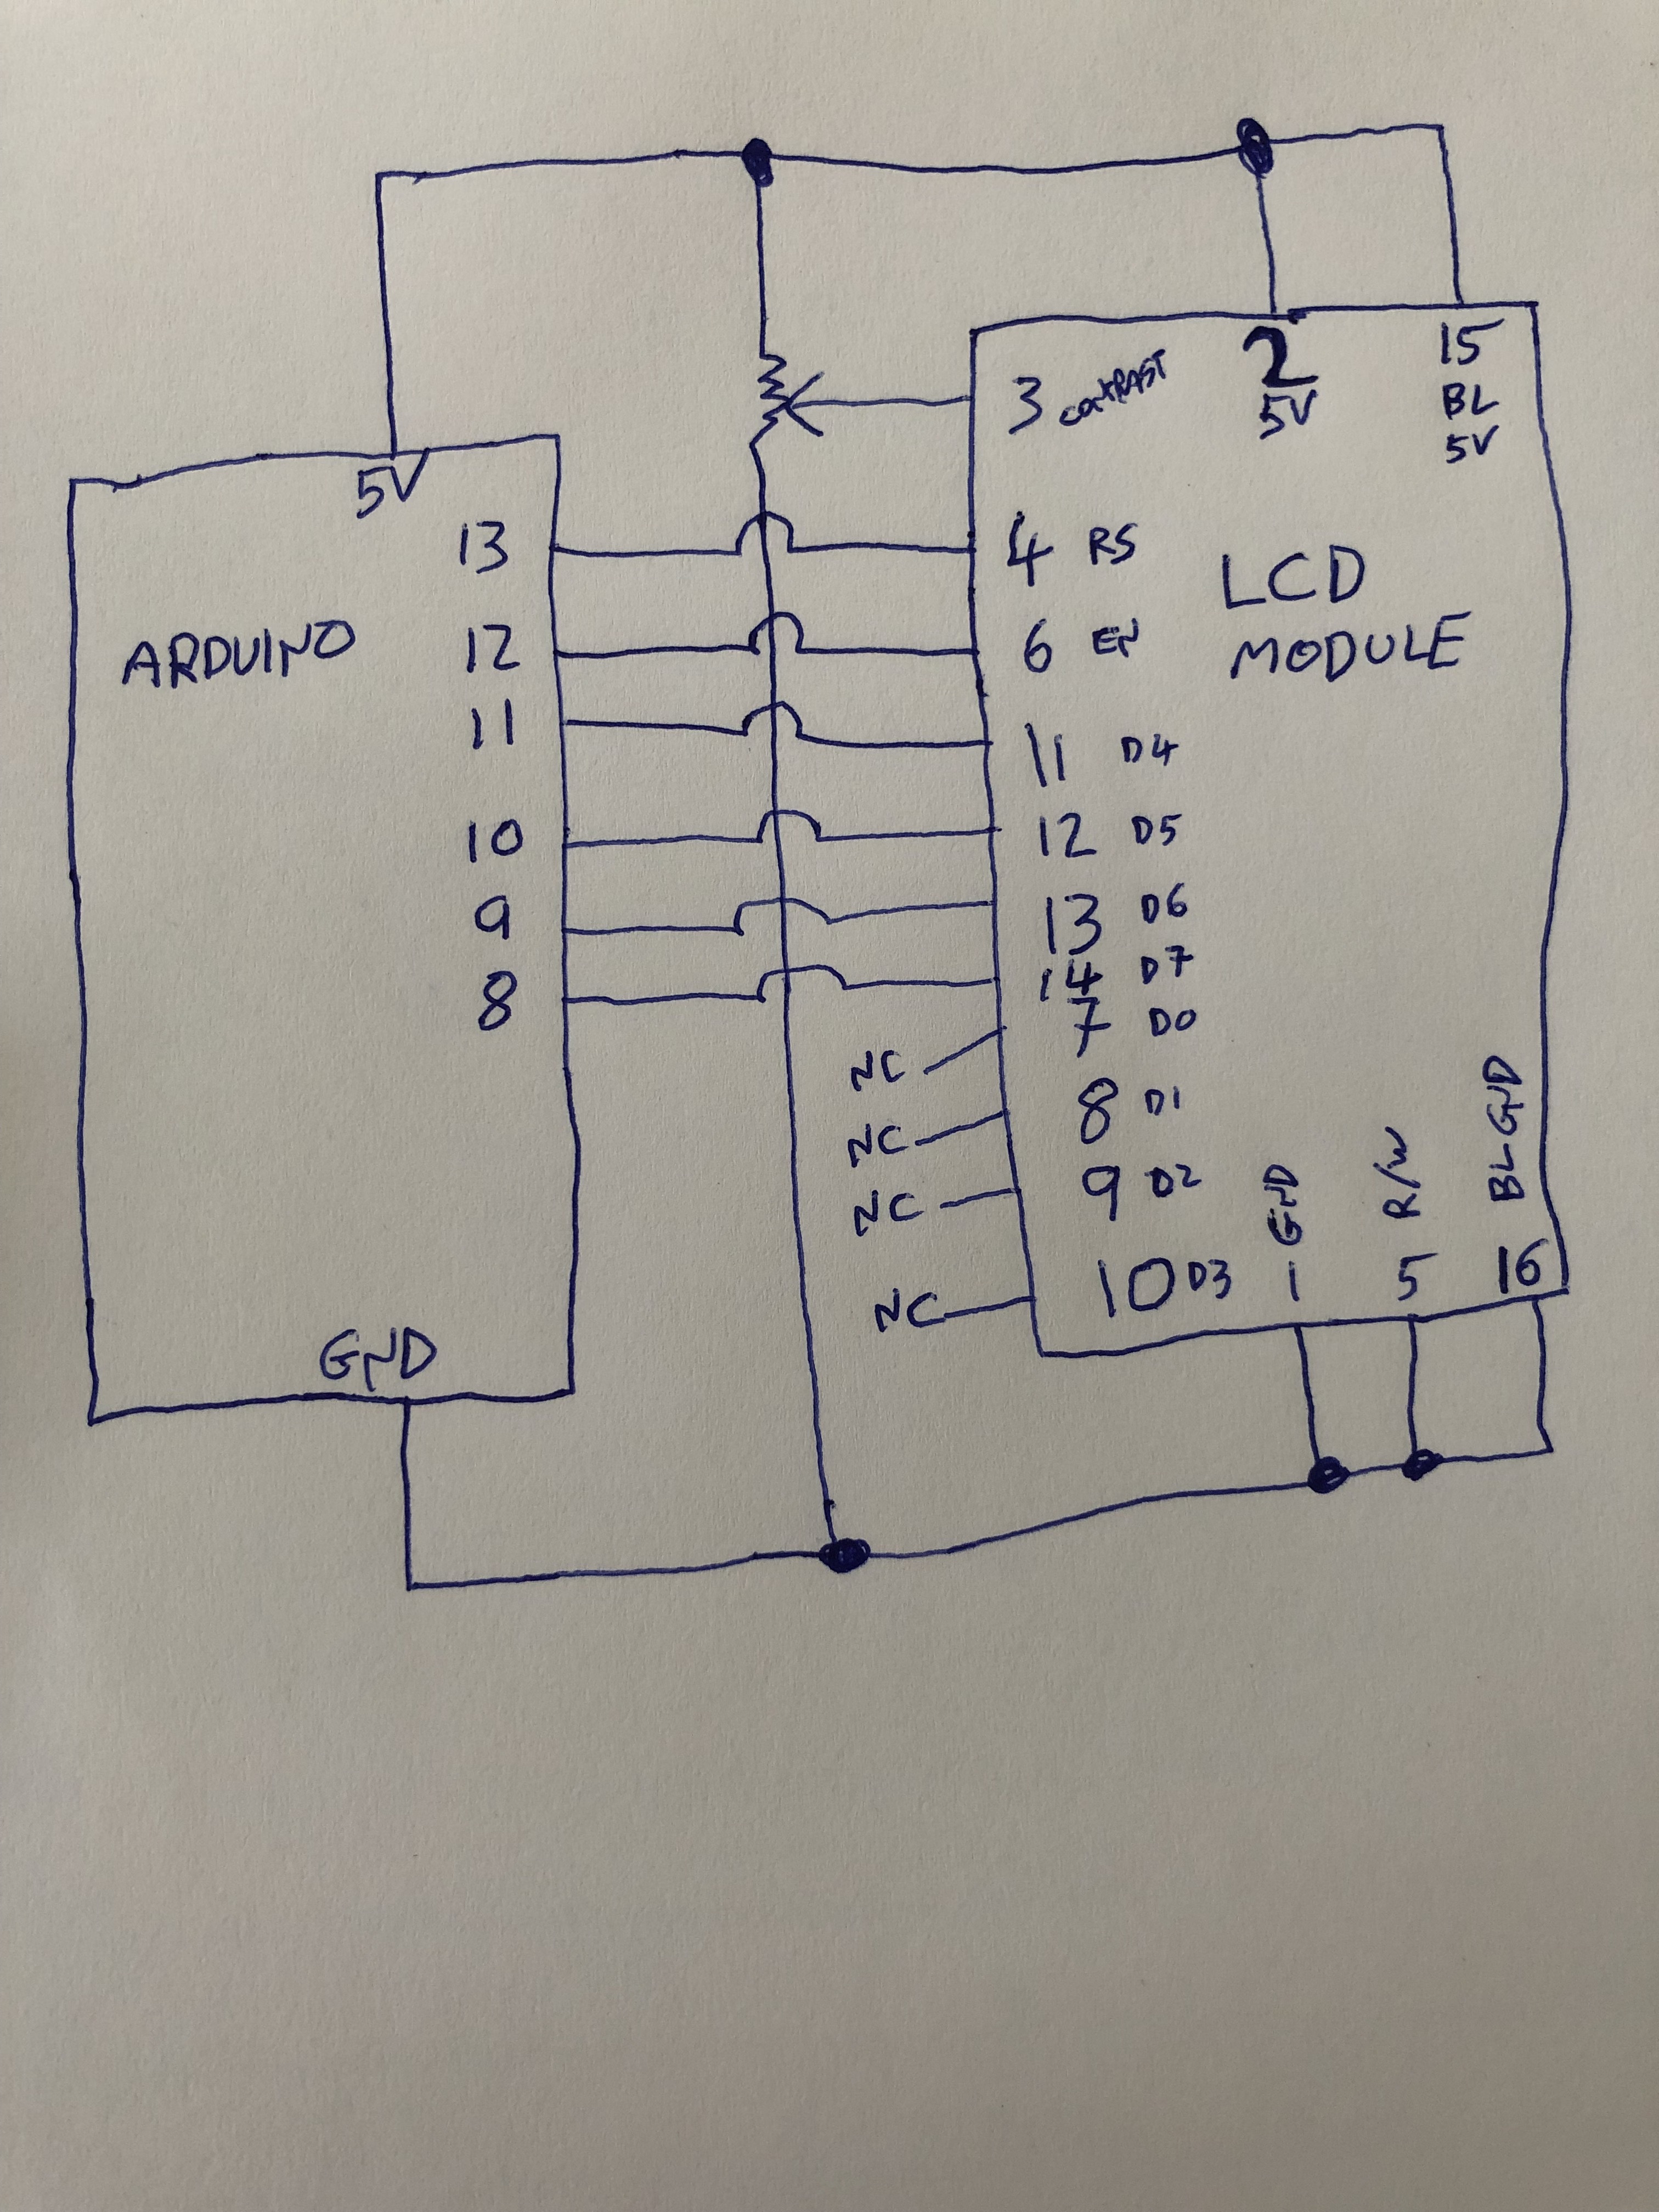 ARDUINO
5V
GND
13
12
11
10
9
8
NC
NC
NC
NC
3 CONTRAST
4 RS
6 EN
11 D4
12 D5
13 D6
14 D7
7 D0
8 D1
9 D2
10 D3
LCD
MODULE
2
5V
15
BL
5V
1 GND
5 R/W
16 BL GND